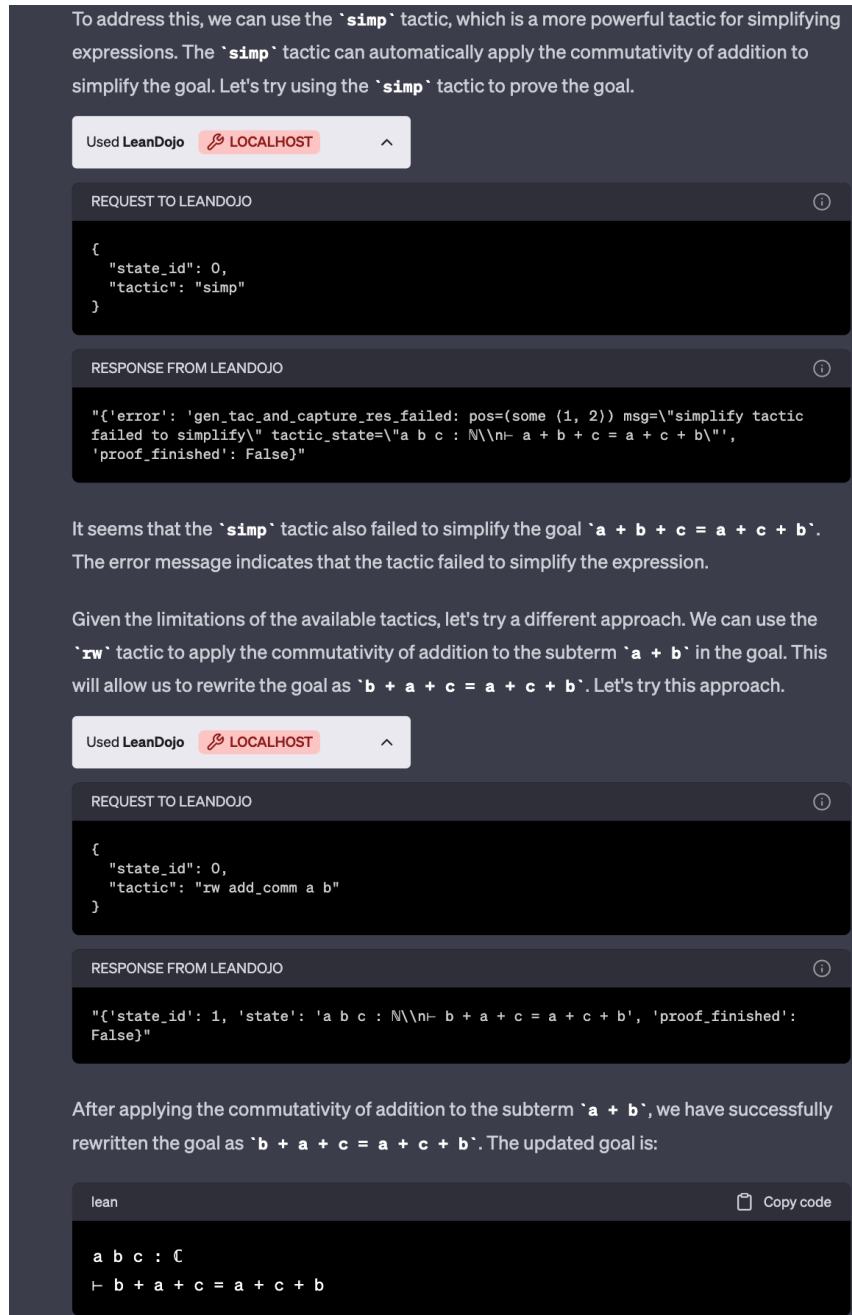 To address this, we can use the `simp` tactic, which is a more powerful tactic for simplifying
expressions. The `simp` tactic can automatically apply the commutativity of addition to
simplify the goal. Let's try using the `simp` tactic to prove the goal.
Used LeanDojo LOCALHOST
REQUEST TO LEANDOJO
{
  "state_id": 0,
  "tactic": "simp"
}
RESPONSE FROM LEANDOJO
"{'error': 'gen_tac_and_capture_res_failed: pos=(some ⟨1, 2⟩) msg=\"simplify tactic
failed to simplify\" tactic_state=\"a b c : ℕ\\n⊢ a + b + c = a + c + b\"',
'proof_finished': False}"
It seems that the `simp` tactic also failed to simplify the goal `a + b + c = a + c + b`.
The error message indicates that the tactic failed to simplify the expression.
Given the limitations of the available tactics, let's try a different approach. We can use the
`rw` tactic to apply the commutativity of addition to the subterm `a + b` in the goal. This
will allow us to rewrite the goal as `b + a + c = a + c + b`. Let's try this approach.
Used LeanDojo LOCALHOST
REQUEST TO LEANDOJO
{
  "state_id": 0,
  "tactic": "rw add_comm a b"
}
RESPONSE FROM LEANDOJO
"{'state_id': 1, 'state': 'a b c : ℕ\\n⊢ b + a + c = a + c + b', 'proof_finished':
False}"
After applying the commutativity of addition to the subterm `a + b`, we have successfully
rewritten the goal as `b + a + c = a + c + b`. The updated goal is:
lean Copy code
a b c : ℂ
⊢ b + a + c = a + c + b